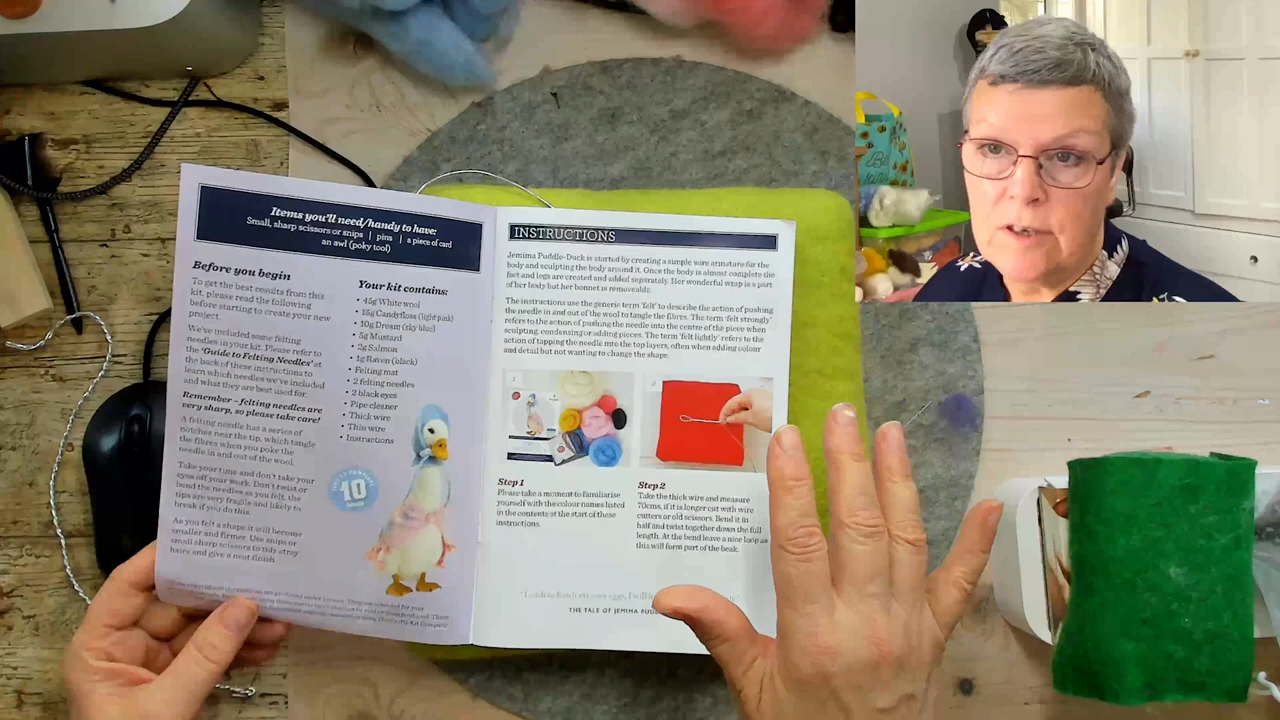 Items you'll need/handy to have:
Small, sharp scissors or snips | pins | a piece of card
an awl (poky tool)
Before you begin
To get the best results from this
kit, please read the following
before starting to create your new
project.
We've included some felting
needles in your kit. Please refer to
the 'Guide to Felting Needles' at
the back of these instructions to
learn which needles we've included
and what they are best used for.
Remember – felting needles are
very sharp, so please take care!
A felting needle has a series of
notches near the tip, which tangle
the fibres when you poke the
needle in and out of the wool.
Take your time and don't take your
eyes off your work. Don't twist or
bend the needles as you felt, the
tips are very fragile and likely to
break if you do this.
As you felt a shape it will become
smaller and firmer. Use snips or
small sharp scissors to tidy stray
hairs and give a neat finish.
Your kit contains:
• 45g White wool
• 15g Candyfloss (light pink)
• 10g Dream (sky blue)
• 5g Mustard
• 2g Salmon
• 1g Raven (black)
• Felting mat
• 2 felting needles
• 2 black eyes
• Pipe cleaner
• Thick wire
• Thin wire
• Instructions
10
INSTRUCTIONS
Jemima Puddle-Duck is started by creating a simple wire armature for the
body and sculpting the body around it. Once the body is almost complete the
feet and legs are created and added separately. Her wonderful wrap is a part
of her body but her bonnet is removeable.
The instructions use the generic term 'felt' to describe the action of pushing
the needle in and out of the wool to tangle the fibres. The term 'felt strongly'
refers to the action of pushing the needle into the centre of the piece when
sculpting, condensing or adding pieces. The term 'felt lightly' refers to the
action of tapping the needle into the top layers, often when adding colour
and detail but not wanting to change the shape.
1
2
Step 1
Please take a moment to familiarise
yourself with the colour names listed
in the contents at the start of these
instructions.
Step 2
Take the thick wire and measure
70cms, if it is longer cut with wire
cutters or old scissors. Bend it in
half and twist together down the full
length. At the bend leave a nice loop as
this will form part of the beak.
THE TALE OF JEMIMA